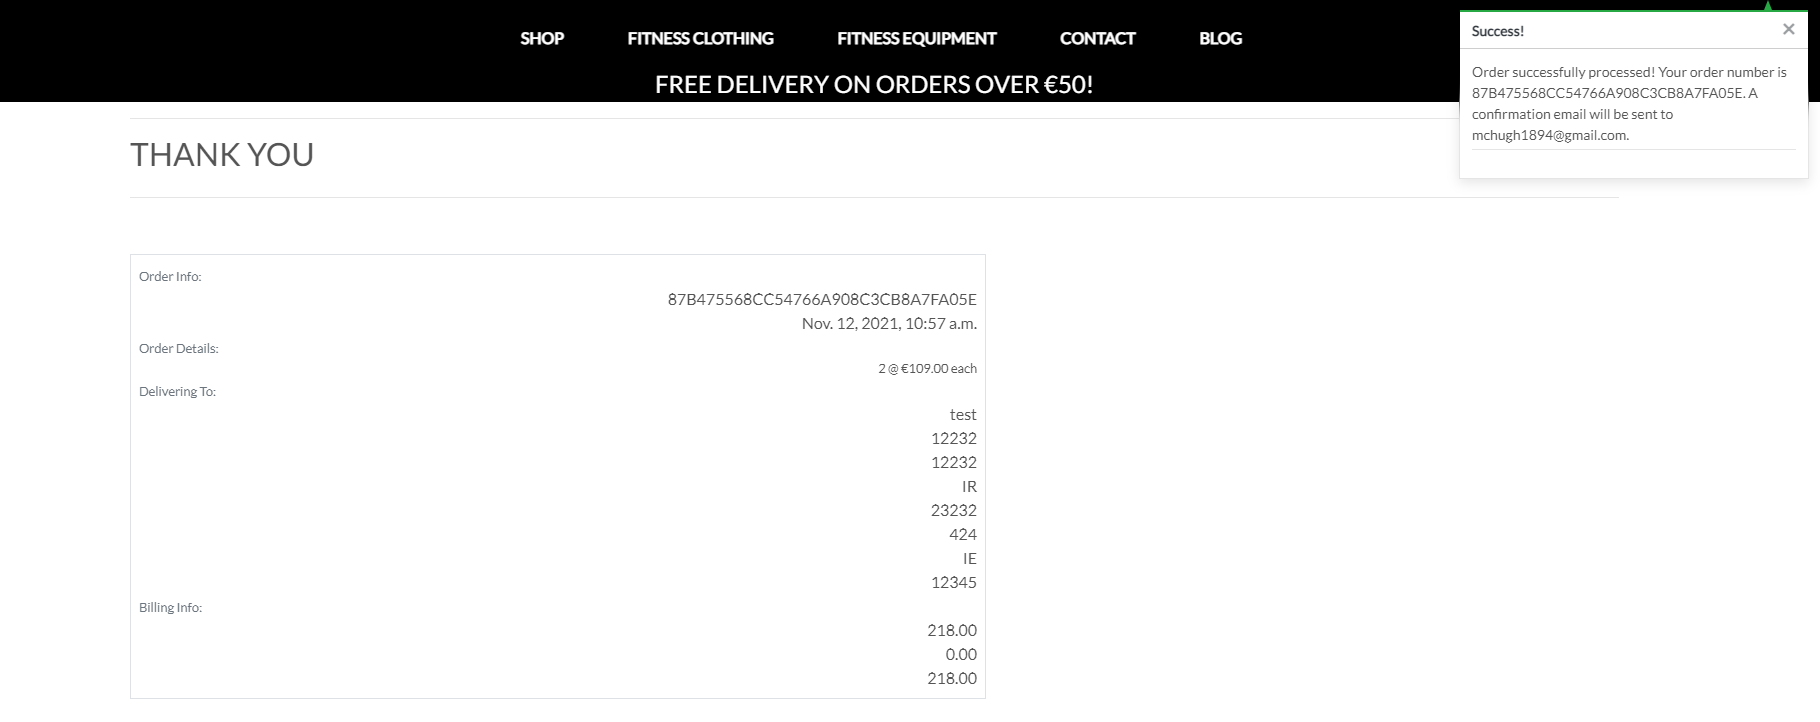 SHOP FITNESS CLOTHING FITNESS EQUIPMENT CONTACT BLOG
FREE DELIVERY ON ORDERS OVER €50!
Success! ×
Order successfully processed! Your order number is
87B475568CC54766A908C3CB8A7FA05E. A
confirmation email will be sent to
mchugh1894@gmail.com.
THANK YOU
Order Info:
87B475568CC54766A908C3CB8A7FA05E
Nov. 12, 2021, 10:57 a.m.
Order Details:
2 @ €109.00 each
Delivering To:
test
12232
12232
IR
23232
424
IE
12345
Billing Info:
218.00
0.00
218.00